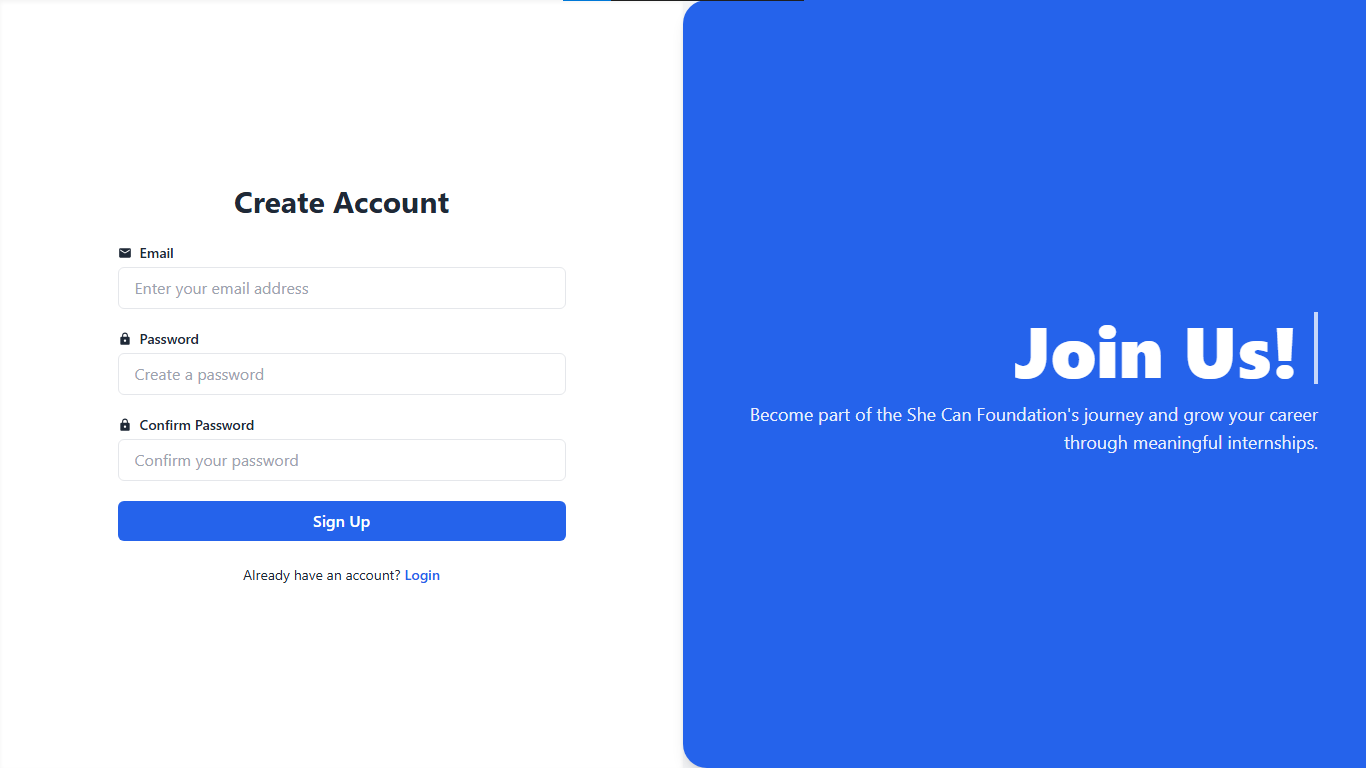 Create Account
Email
Enter your email address
Password
Create a password
Confirm Password
Confirm your password
Sign Up
Already have an account? Login
Join Us!
Become part of the She Can Foundation's journey and grow your career
through meaningful internships.